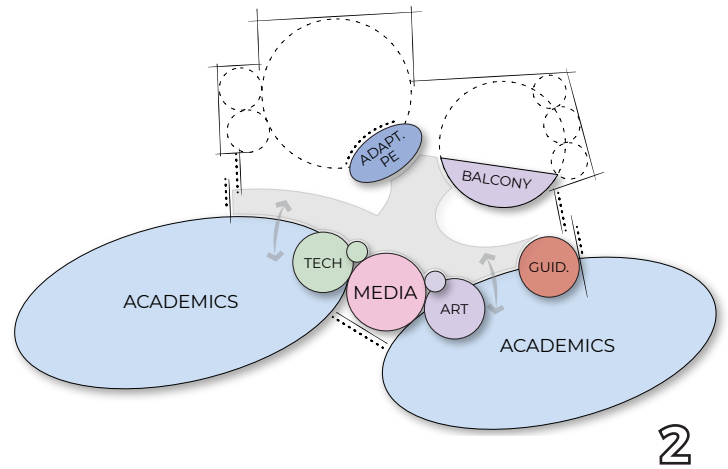 ADAPT.
PE
BALCONY
TECH
GUID.
MEDIA
ACADEMICS
ART
ACADEMICS
2